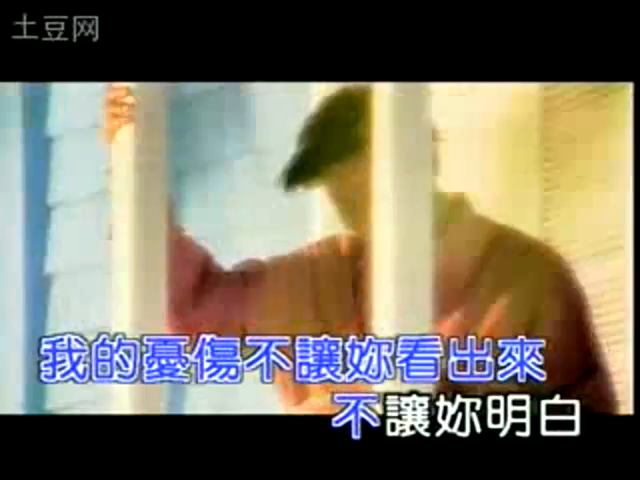 土豆网
我的憂傷不讓妳看出來
不讓妳明白